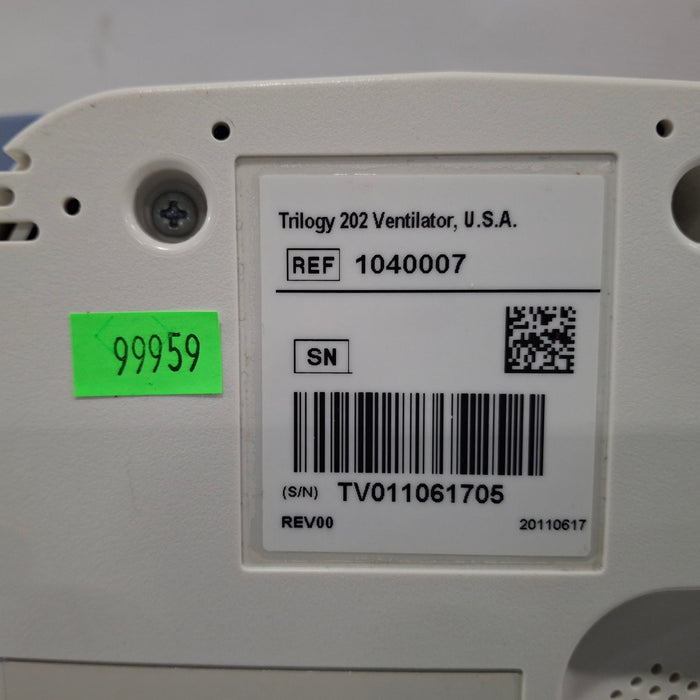 Trilogy 202 Ventilator, U.S.A.
REF 1040007
99959
SN
(S/N) TV011061705
REV00 20110617